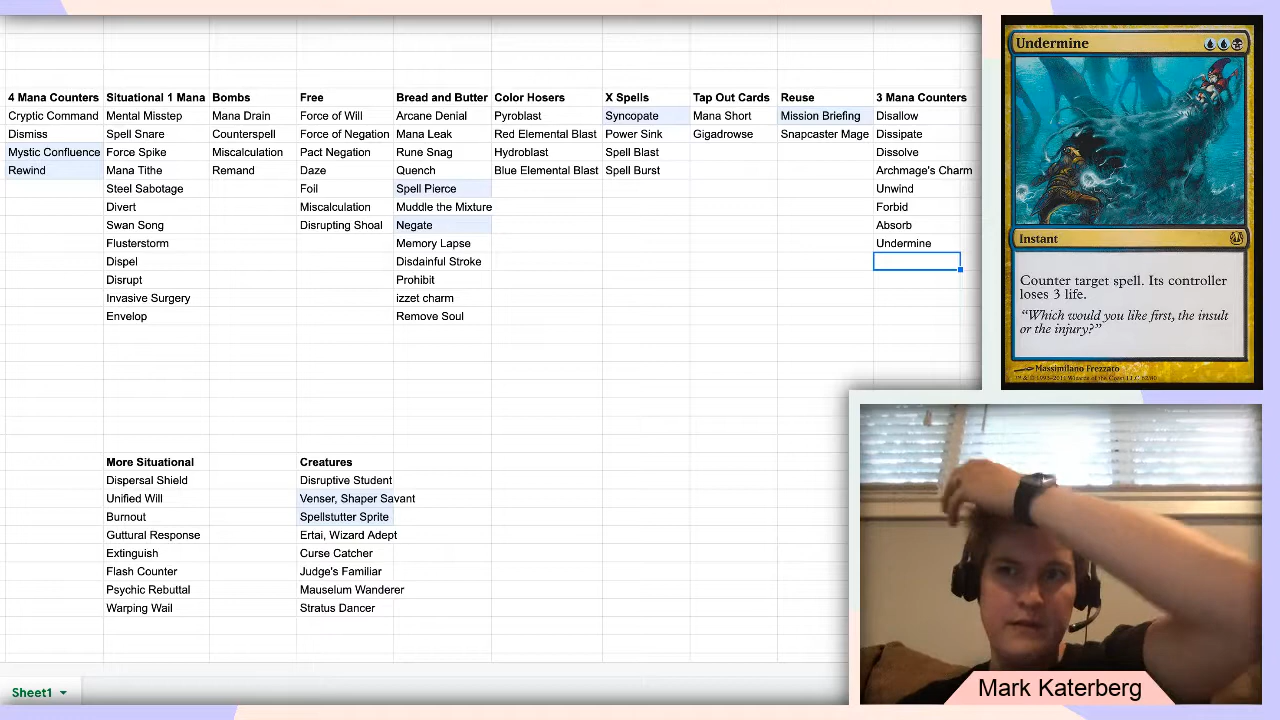 4 Mana Counters Situational 1 Mana Bombs Free Bread and Butter Color Hosers X Spells Tap Out Cards Reuse 3 Mana Counters
Cryptic Command Mental Misstep Mana Drain Force of Will Arcane Denial Pyroblast Syncopate Mana Short Mission Briefing Disallow
Dismiss Spell Snare Counterspell Force of Negation Mana Leak Red Elemental Blast Power Sink Gigadrowse Snapcaster Mage Dissipate
Mystic Confluence Force Spike Miscalculation Pact Negation Rune Snag Hydroblast Spell Blast Dissolve
Rewind Mana Tithe Remand Daze Quench Blue Elemental Blast Spell Burst Archmage's Charm
Steel Sabotage Foil Spell Pierce Unwind
Divert Miscalculation Muddle the Mixture Forbid
Swan Song Disrupting Shoal Negate Absorb
Flusterstorm Memory Lapse Undermine
Dispel Disdainful Stroke
Disrupt Prohibit
Invasive Surgery izzet charm
Envelop Remove Soul
More Situational Creatures
Dispersal Shield Disruptive Student
Unified Will Venser, Shaper Savant
Burnout Spellstutter Sprite
Guttural Response Ertai, Wizard Adept
Extinguish Curse Catcher
Flash Counter Judge's Familiar
Psychic Rebuttal Mauselum Wanderer
Warping Wail Stratus Dancer
Sheet1
Undermine
Instant
Counter target spell. Its controller
loses 3 life.
“Which would you like first, the insult
or the injury?”
Massimiliano Frezzato
Mark Katerberg